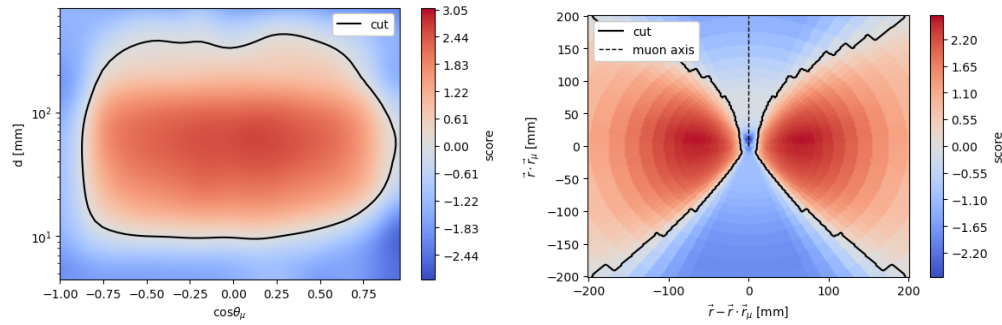 cut
d [mm]
10²
10¹
−1.00 −0.75 −0.50 −0.25 0.00 0.25 0.50 0.75
cosθμ
3.05
2.44
1.83
1.22
0.61
0.00
−0.61
−1.22
−1.83
−2.44
score
cut
muon axis
r⃗ · r⃗μ [mm]
200
150
100
50
0
−50
−100
−150
−200
−200 −100 0 100 200
r⃗ − r⃗ · r⃗μ [mm]
2.20
1.65
1.10
0.55
0.00
−0.55
−1.10
−1.65
−2.20
score